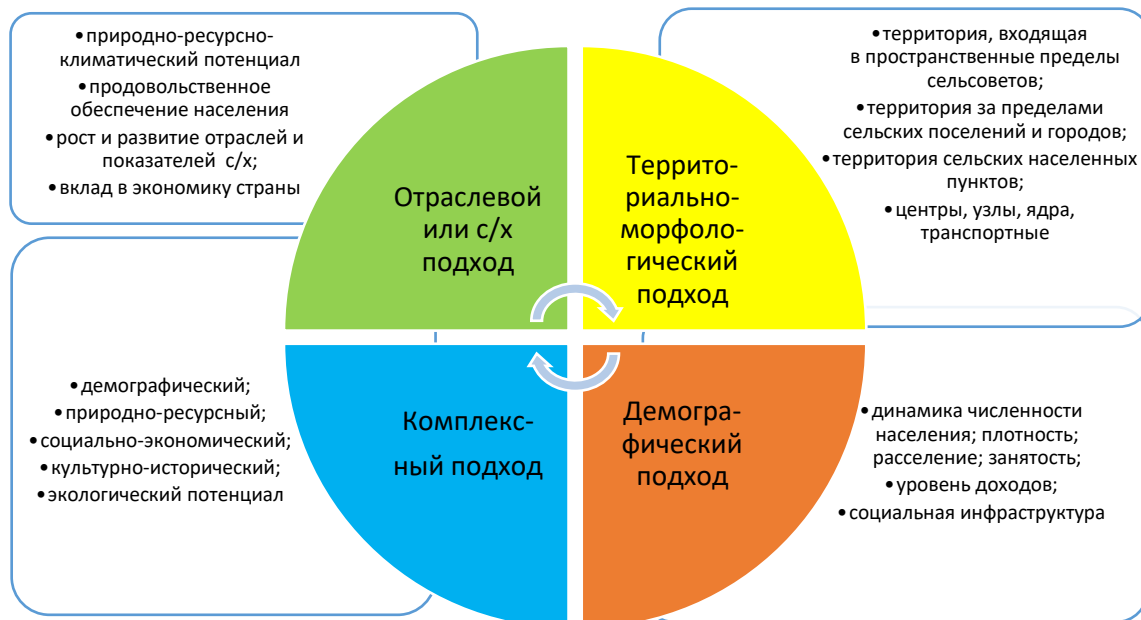 •природно-ресурсно-
климатический потенциал
•продовольственное
обеспечение населения
•рост и развитие отраслей и
показателей с/х;
•вклад в экономику страны
Отраслевой
или с/х
подход
•территория, входящая
в пространственные пределы
сельсоветов;
•территория за пределами
сельских поселений и городов;
•территория сельских населенных
пунктов;
•центры, узлы, ядра,
транспортные
Террито-
риально-
морфоло-
гический
подход
•демографический;
•природно-ресурсный;
•социально-экономический;
•культурно-исторический;
•экологический потенциал
Комплекс-
ный подход
Демогра-
фический
подход
•динамика численности
населения; плотность;
расселение; занятость;
•уровень доходов;
•социальная инфраструктура